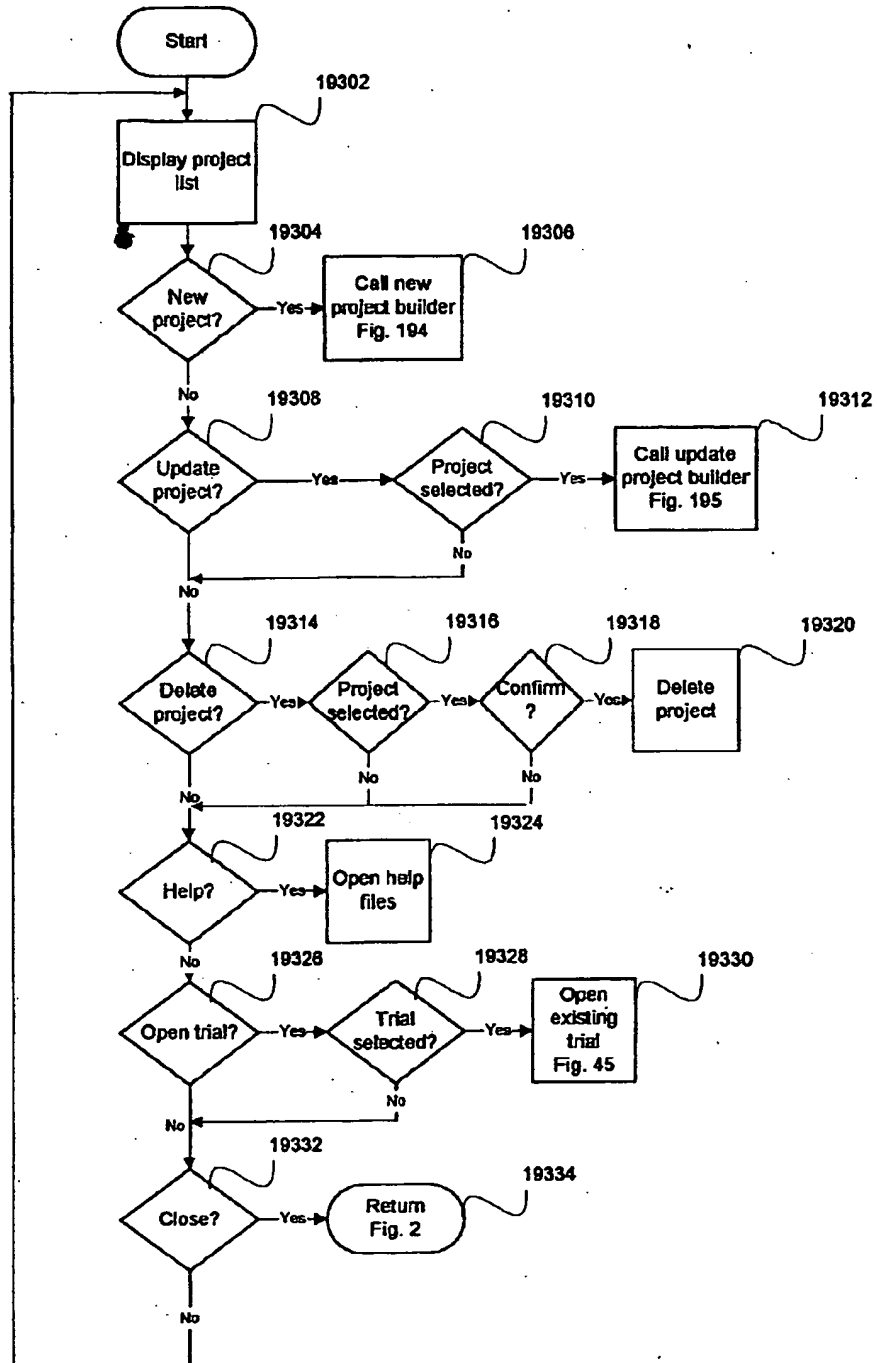 Start
19302
Display project
list
19304
19306
New
project?
Yes
Call new
project builder
Fig. 194
No
19308
19310
19312
Update
project?
Yes
Project
selected?
Yes
Call update
project builder
Fig. 195
No
No
19314
19316
19318
19320
Delete
project?
Yes
Project
selected?
Yes
Confirm
?
Yes
Delete
project
No
No
No
19322
19324
Help?
Yes
Open help
files
No
19326
19328
19330
Open trial?
Yes
Trial
selected?
Yes
Open
existing
trial
Fig. 45
No
No
19332
19334
Close?
Yes
Return
Fig. 2
No